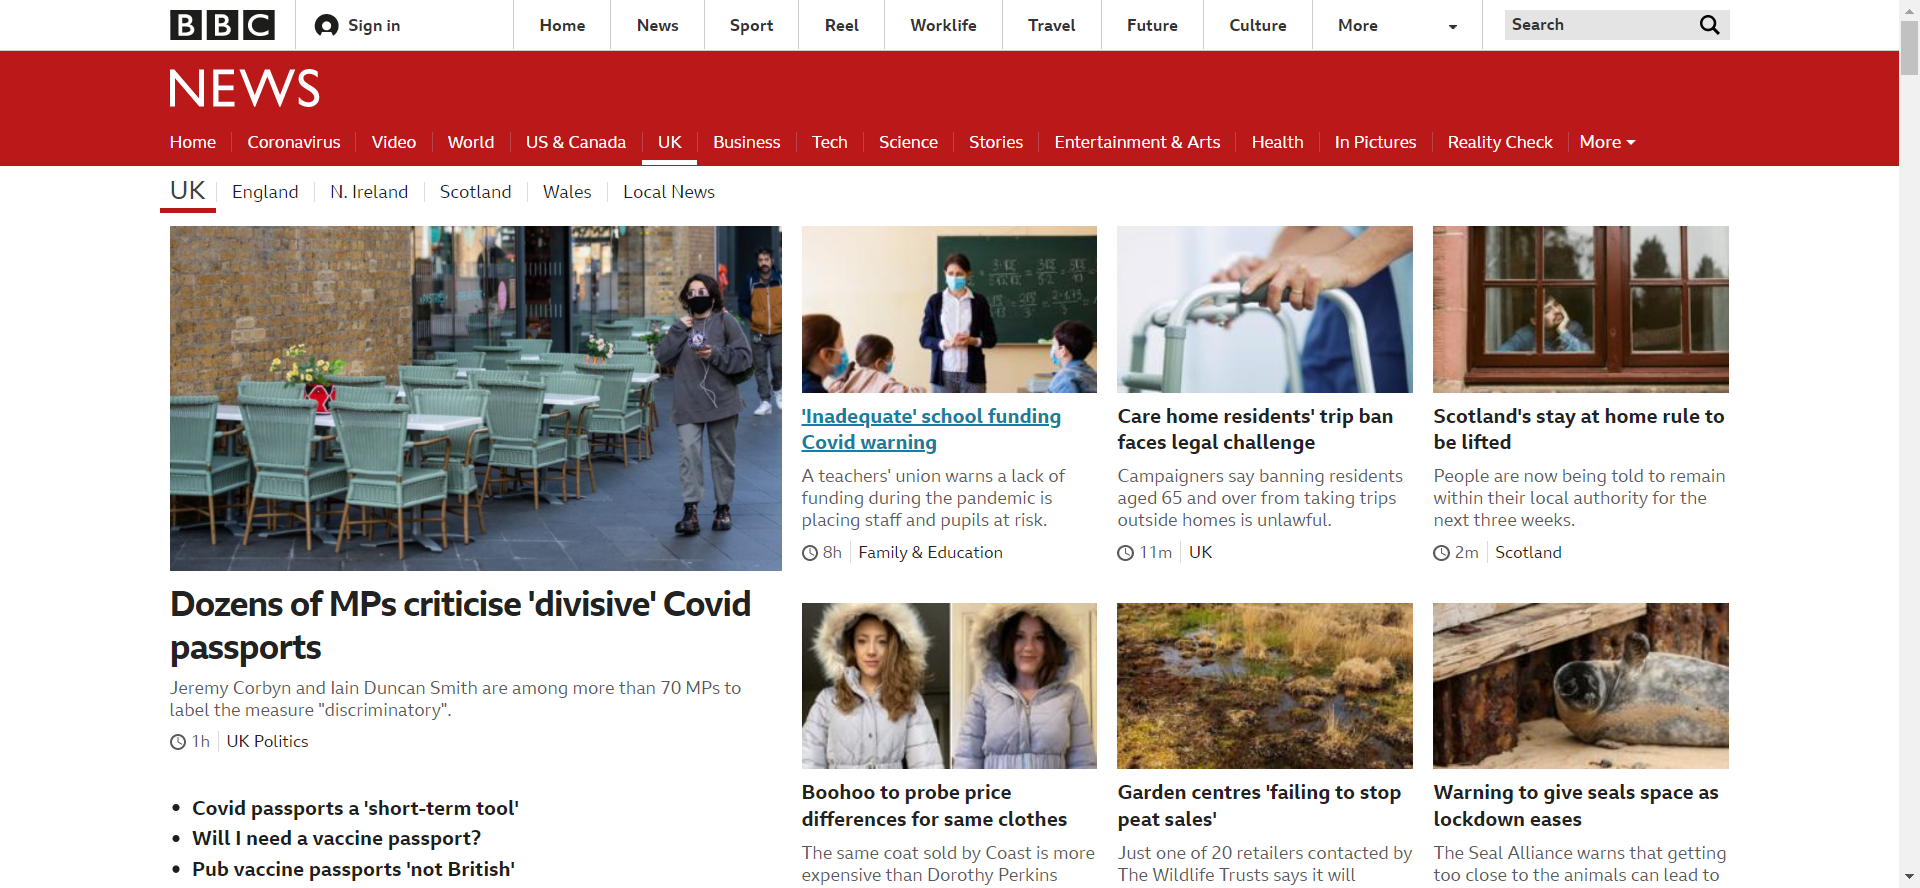 BBC
Sign in
Home
News
Sport
Reel
Worklife
Travel
Future
Culture
More
Search
NEWS
Home
Coronavirus
Video
World
US & Canada
UK
Business
Tech
Science
Stories
Entertainment & Arts
Health
In Pictures
Reality Check
More
UK
England
N. Ireland
Scotland
Wales
Local News
Dozens of MPs criticise 'divisive' Covid
passports
Jeremy Corbyn and Iain Duncan Smith are among more than 70 MPs to
label the measure "discriminatory".
1h
UK Politics
Covid passports a 'short-term tool'
Will I need a vaccine passport?
Pub vaccine passports 'not British'
'Inadequate' school funding
Covid warning
A teachers' union warns a lack of
funding during the pandemic is
placing staff and pupils at risk.
8h
Family & Education
Care home residents' trip ban
faces legal challenge
Campaigners say banning residents
aged 65 and over from taking trips
outside homes is unlawful.
11m
UK
Scotland's stay at home rule to
be lifted
People are now being told to remain
within their local authority for the
next three weeks.
2m
Scotland
Boohoo to probe price
differences for same clothes
The same coat sold by Coast is more
expensive than Dorothy Perkins
Garden centres 'failing to stop
peat sales'
Just one of 20 retailers contacted by
The Wildlife Trusts says it will
Warning to give seals space as
lockdown eases
The Seal Alliance warns that getting
too close to the animals can lead to